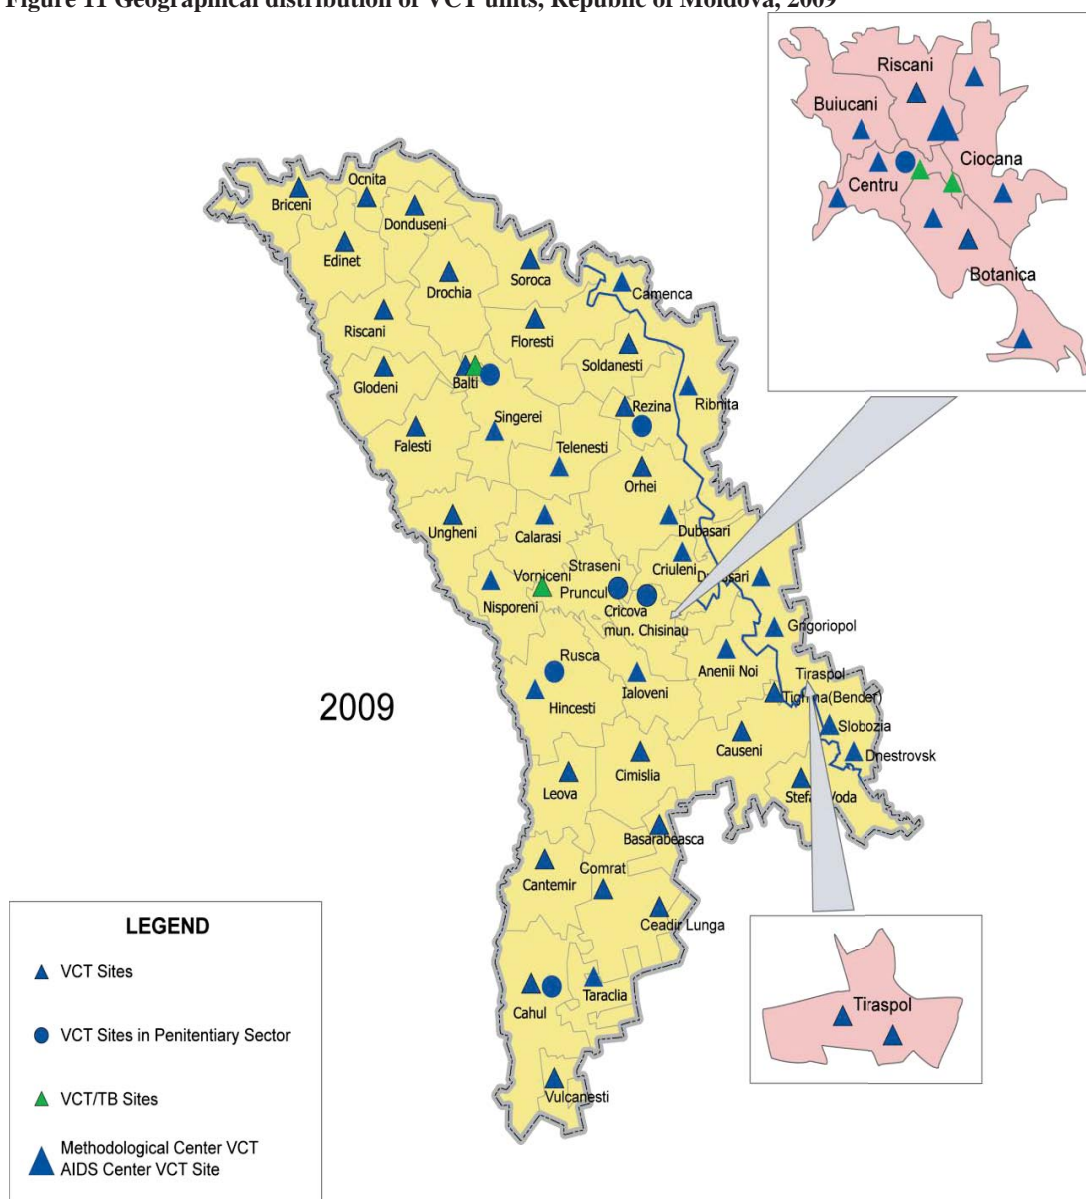 Figure 11 Geographical distribution of VCT units, Republic of Moldova, 2009
Riscani
Buiucani
Ciocana
Centru
Botanica
Ocnita
Briceni
Donduseni
Edinet
Soroca
Drochia
Camenca
Riscani
Floresti
Soldanesti
Glodeni
Balti
Ribnita
Rezina
Singerei
Falesti
Telenesti
Orhei
Ungheni
Calarasi
Dubasari
Straseni
Criuleni
Vorniceni
Pruncul
Nisporeni
Cricova
mun. Chisinau
Grigoriopol
Rusca
Anenii Noi
Tiraspol
Ialoveni
Hincesti
2009
Slobozia
Causeni
Dnestrovsk
Cimislia
Leova
Basarabeasca
Cantemir
Comrat
Ceadir Lunga
Taraclia
Cahul
Vulcanesti
Tiraspol
LEGEND
VCT Sites
VCT Sites in Penitentiary Sector
VCT/TB Sites
Methodological Center VCT
AIDS Center VCT Site